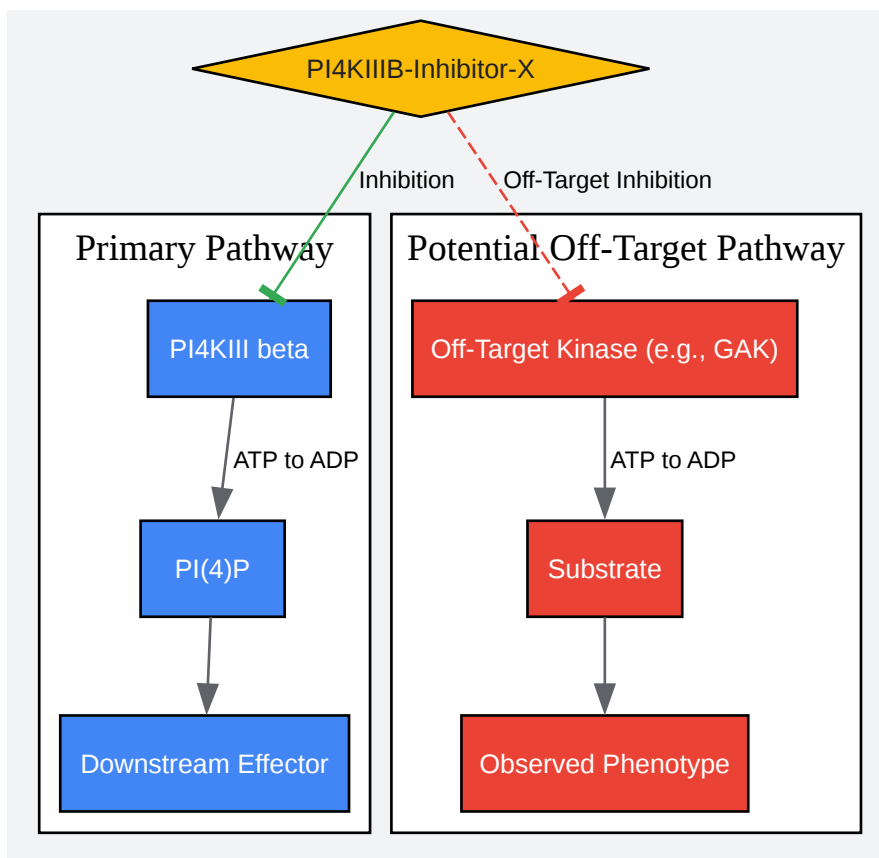 PI4KIIIB-Inhibitor-X
Inhibition
Off-Target Inhibition
Primary Pathway
Potential Off-Target Pathway
PI4KIII beta
Off-Target Kinase (e.g., GAK)
ATP to ADP
ATP to ADP
PI(4)P
Substrate
Downstream Effector
Observed Phenotype